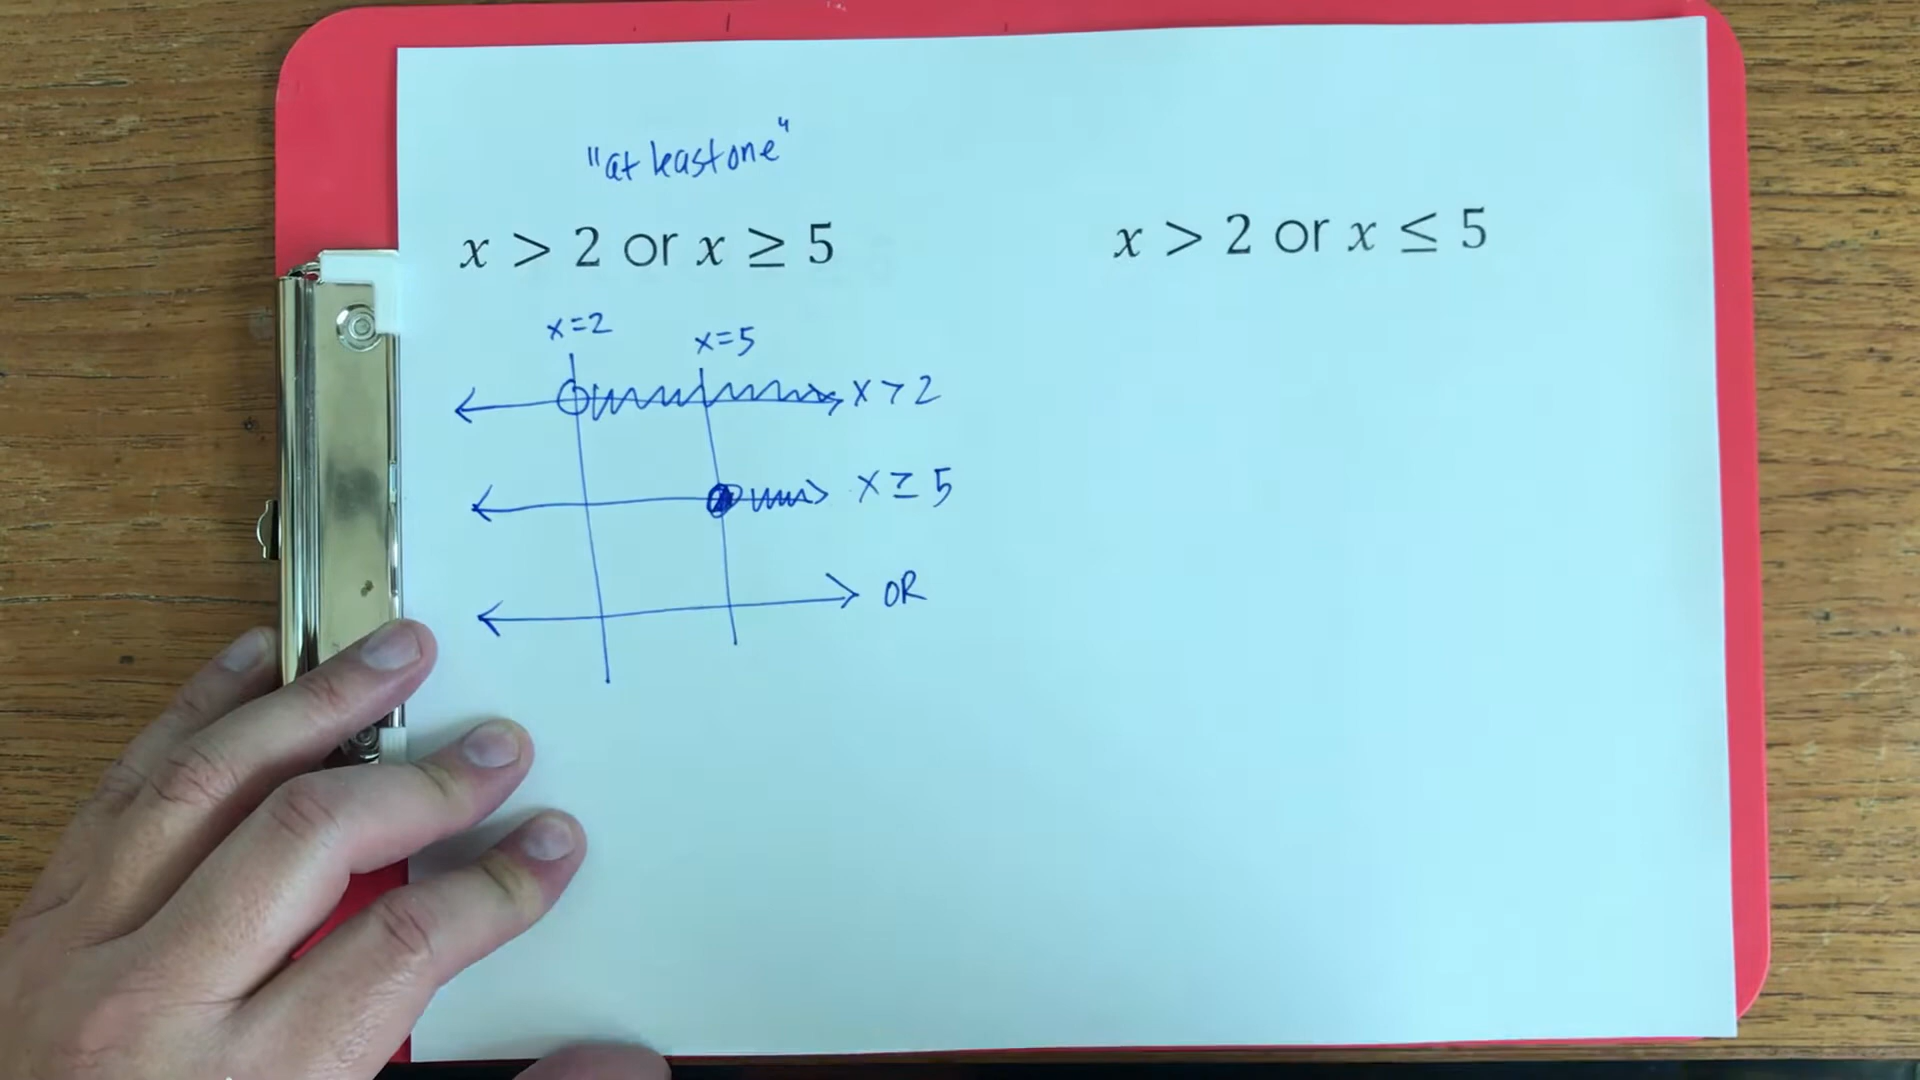 "at least one"
x > 2 or x ≥ 5
x > 2 or x ≤ 5
x=2
x=5
x > 2
x ≥ 5
OR